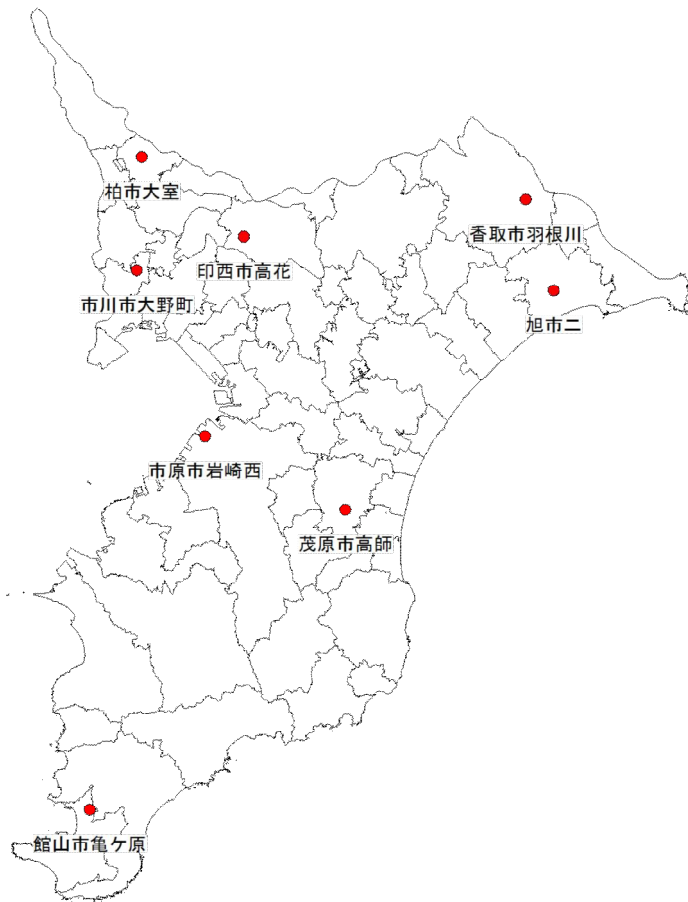 柏市大室
香取市羽根川
印西市高花
市川市大野町
旭市二
市原市岩崎西
茂原市高師
館山市亀ケ原